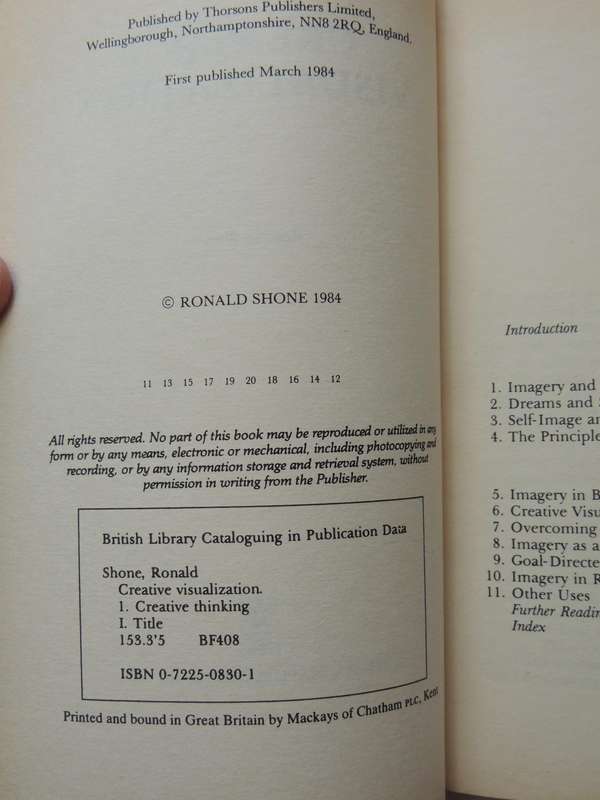 Published by Thorsons Publishers Limited,
Wellingborough, Northamptonshire, NN8 2RQ, England.
First published March 1984
© RONALD SHONE 1984
11 13 15 17 19 20 18 16 14 12
All rights reserved. No part of this book may be reproduced or utilized in any
form or by any means, electronic or mechanical, including photocopying and
recording, or by any information storage and retrieval system, without
permission in writing from the Publisher.
British Library Cataloguing in Publication Data
Shone, Ronald
Creative visualization.
1. Creative thinking
I. Title
153.3'5 BF408
ISBN 0-7225-0830-1
Printed and bound in Great Britain by Mackays of Chatham PLC, Kent
Introduction
1. Imagery and
2. Dreams and
3. Self-Image
4. The Principle
5. Imagery in
6. Creative
7. Overcoming
8. Imagery as
9. Goal-Directe
10. Imagery in
11. Other Uses
Further
Index